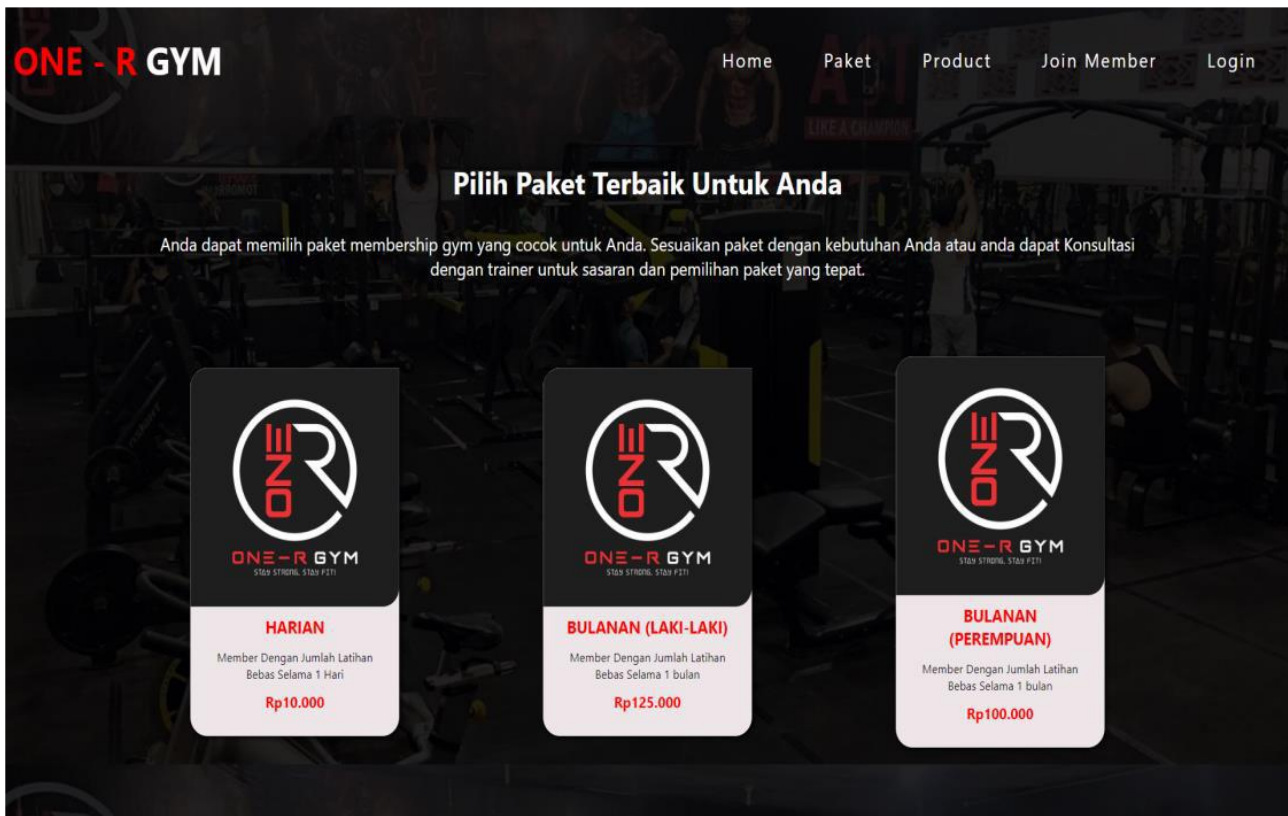 ONE - R GYM
Home
Paket
Product
Join Member
Login
LIKE A CHAMPION
Pilih Paket Terbaik Untuk Anda
Anda dapat memilih paket membership gym yang cocok untuk Anda. Sesuaikan paket dengan kebutuhan Anda atau anda dapat Konsultasi
dengan trainer untuk sasaran dan pemilihan paket yang tepat.
ONE R
ONE-R GYM
STAY STRONG, STAY FIT!
HARIAN
Member Dengan Jumlah Latihan
Bebas Selama 1 Hari
Rp10.000
ONE R
ONE-R GYM
STAY STRONG, STAY FIT!
BULANAN (LAKI-LAKI)
Member Dengan Jumlah Latihan
Bebas Selama 1 bulan
Rp125.000
ONE R
ONE-R GYM
STAY STRONG, STAY FIT!
BULANAN
(PEREMPUAN)
Member Dengan Jumlah Latihan
Bebas Selama 1 bulan
Rp100.000